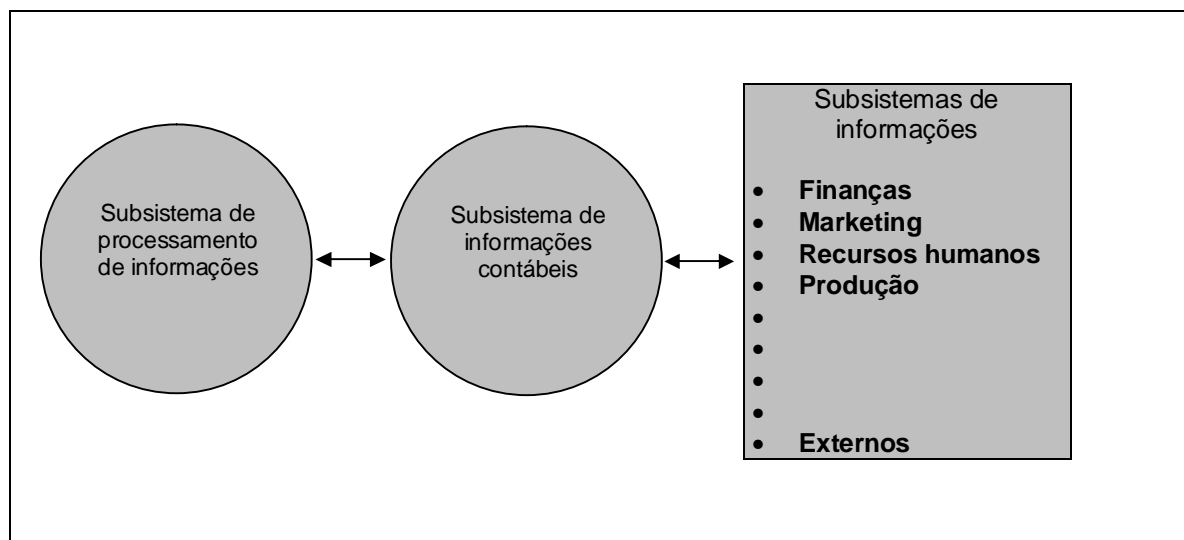 Subsistema de
processamento
de informações
Subsistema de
informações
contábeis
Subsistemas de
informações
• Finanças
• Marketing
• Recursos humanos
• Produção
•
•
•
•
• Externos